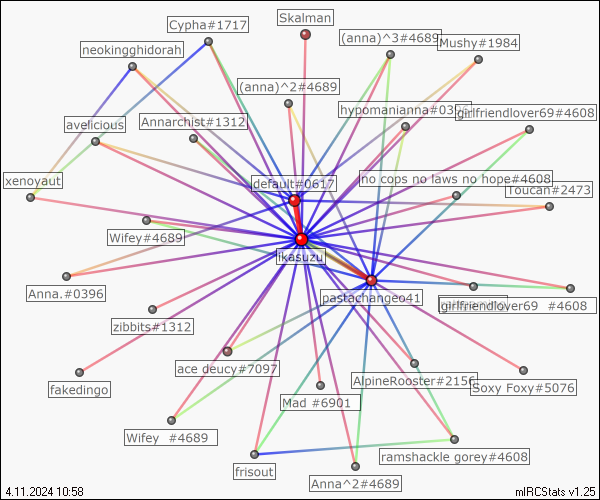 Skalman
Cypha#1717
(anna)^3#4689
Mushy#1984
neokingghidorah
(anna)^2#4689
hypomanianna#03
girlfriendlover69#4608
avelicious
Annarchist#1312
no cops no laws no hope#4608
xenoyaut
default#0617
Toucan#2473
Wifey#4689
ikasuzu
Anna.#0396
pastachangeo41
girlfriendlover69 #4608
zibbits#1312
ace deucy#7097
fakedingo
AlpineRooster#2156
Soxy Foxy#5076
Mad #6901
Wifey #4689
frisout
ramshackle gorey#4608
Anna^2#4689
4.11.2024 10:58
mIRCStats v1.25